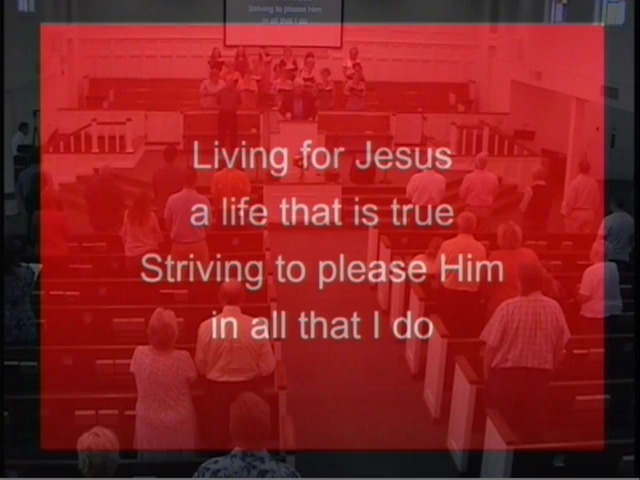 Striving to please Him
in all that I do
Living for Jesus
a life that is true
Striving to please Him
in all that I do